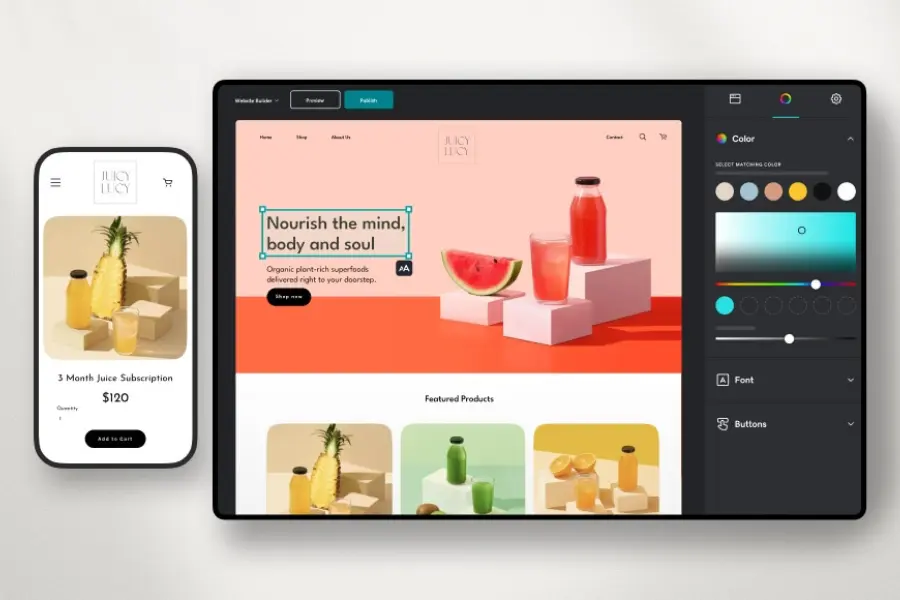 JUICY
LUCY
3 Month Juice Subscription
$120
Quantity
1
Add to Cart
Website Builder
Preview
Publish
Home
Shop
About Us
JUICY
LUCY
Contact
Nourish the mind,
body and soul
AA
Organic plant-rich superfoods
delivered right to your doorstep.
Shop now
Featured Products
Color
SELECT MATCHING COLOR
A
Font
Buttons